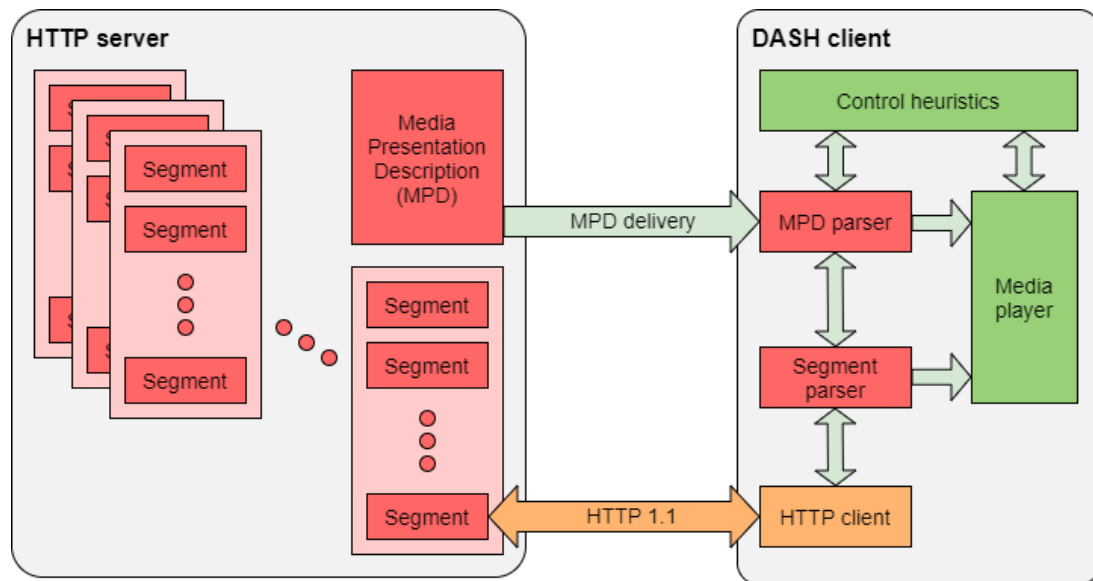 HTTP server
Segment
Segment
Segment
Media
Presentation
Description
(MPD)
Segment
Segment
Segment
MPD delivery
HTTP 1.1
DASH client
Control heuristics
MPD parser
Media
player
Segment
parser
HTTP client